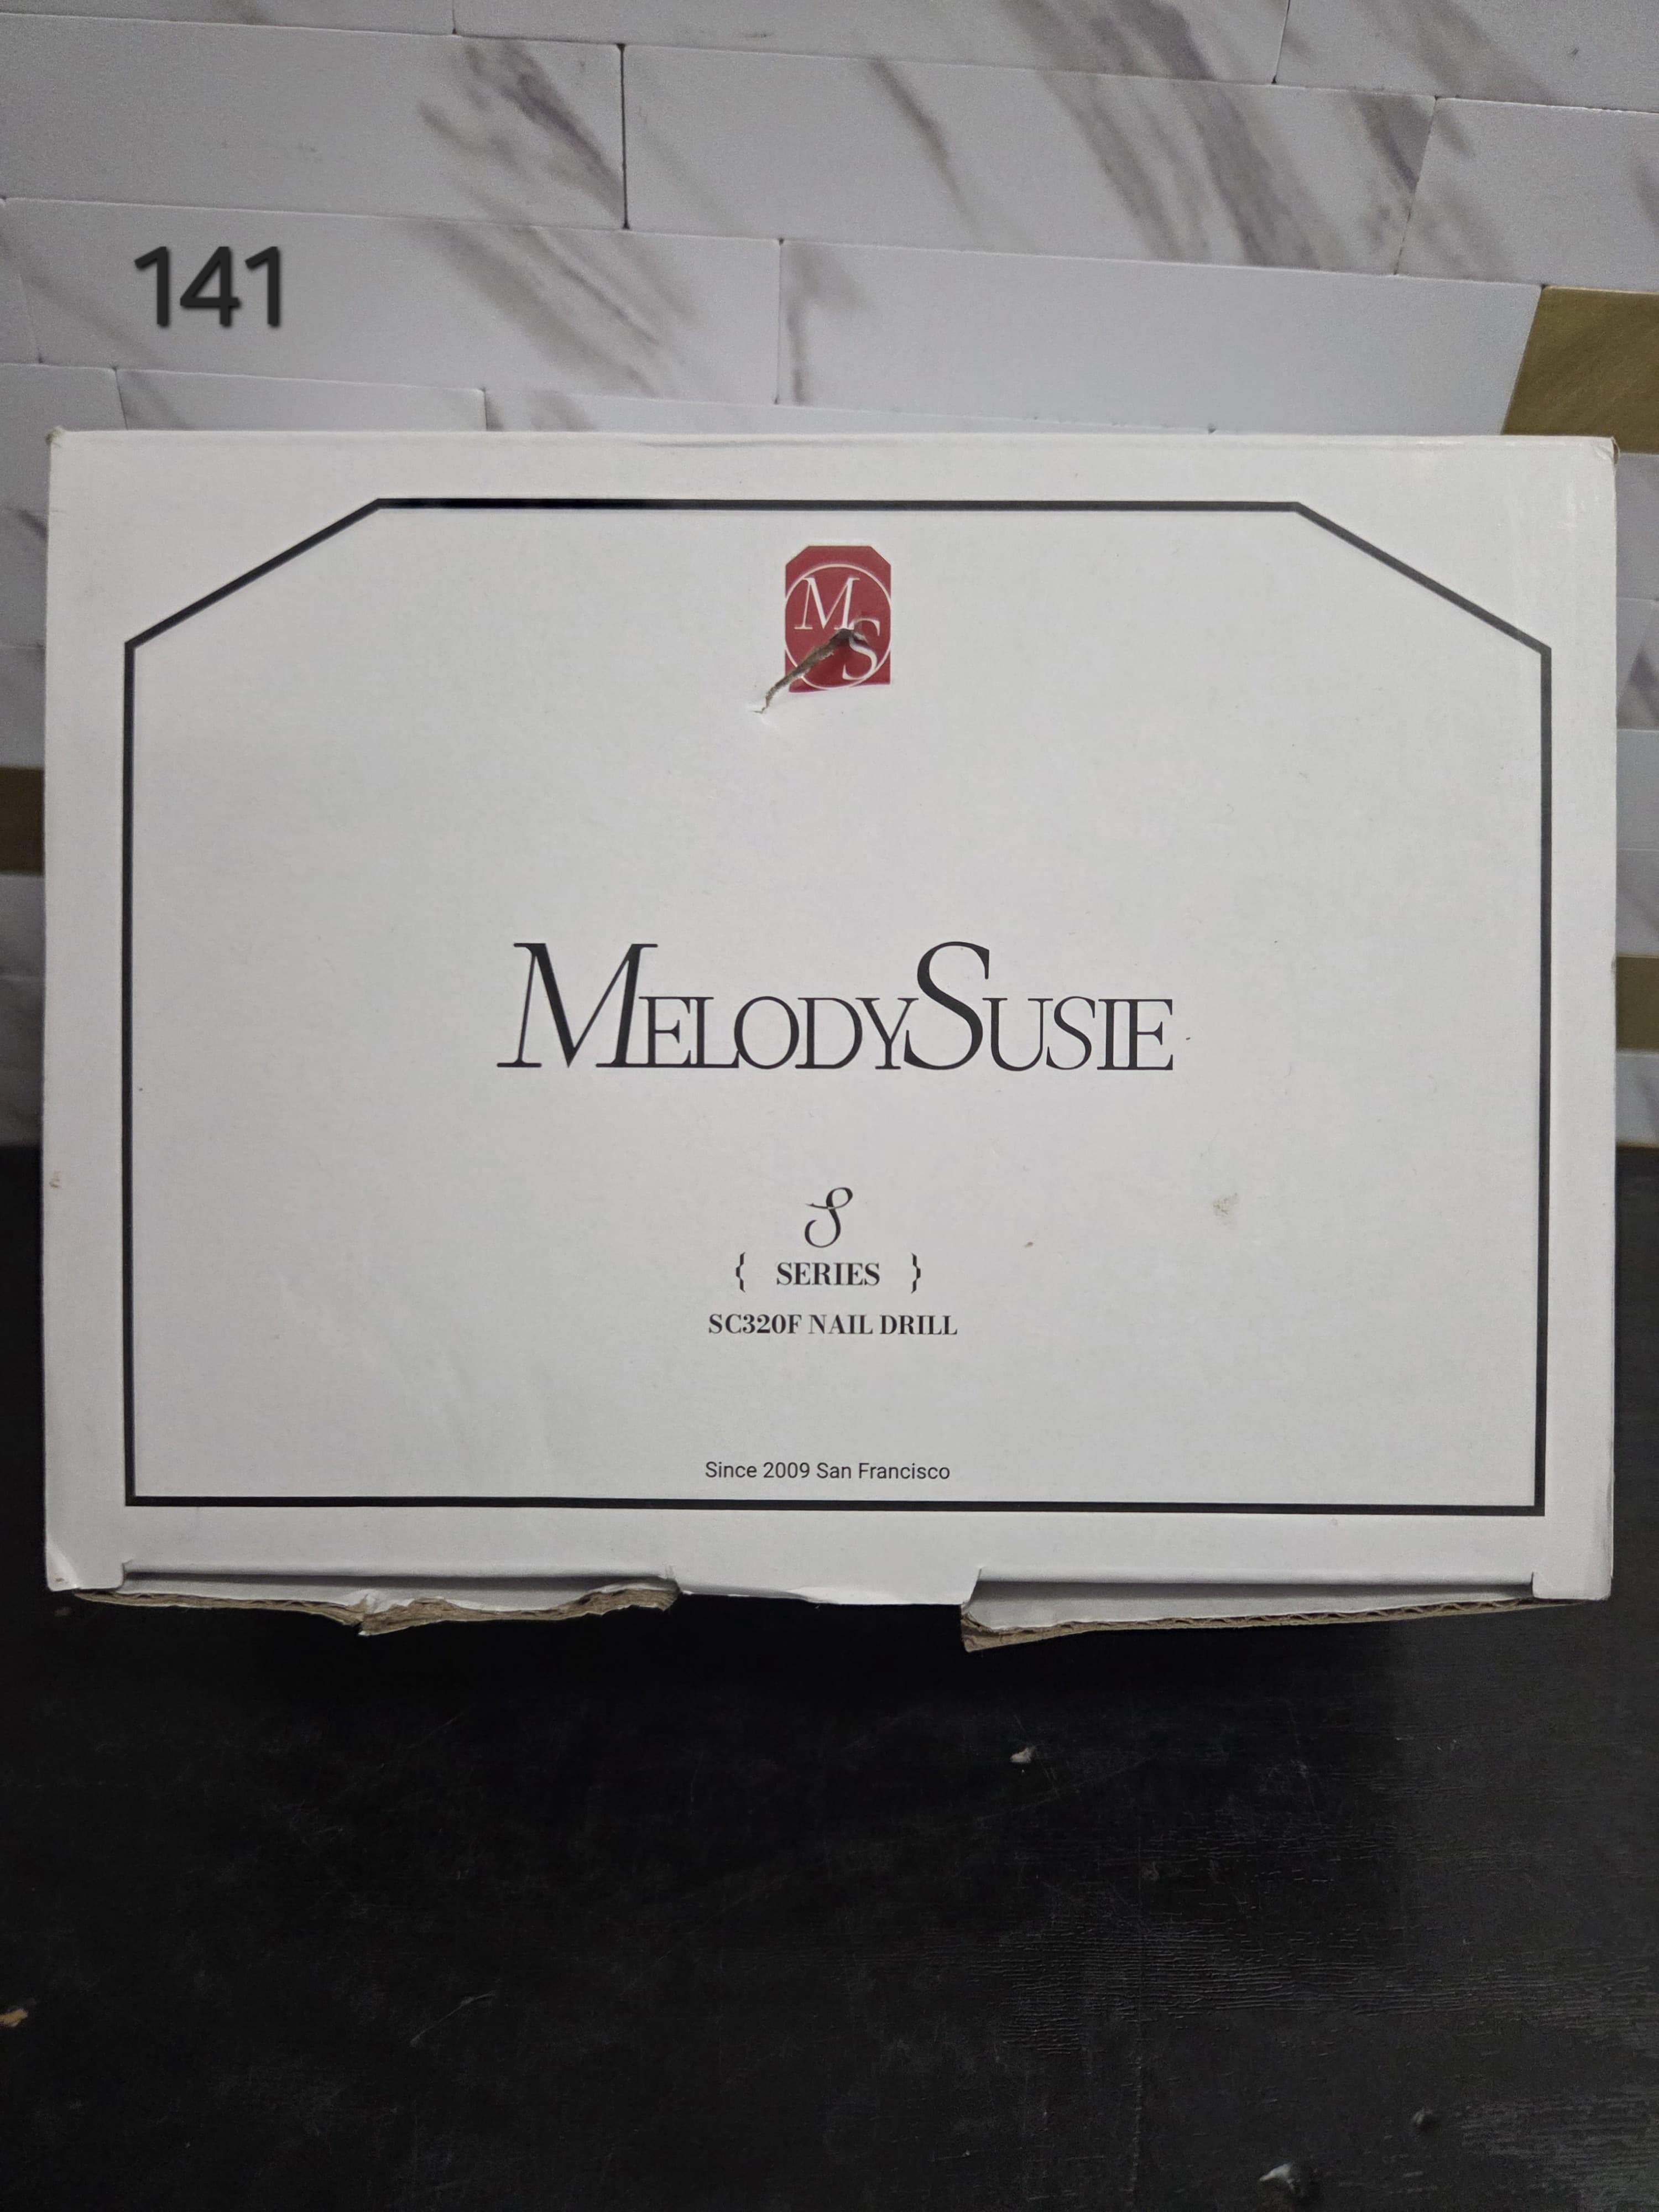 141
MS
MELODYSUSIE
S
{ SERIES }
SC320F NAIL DRILL
Since 2009 San Francisco